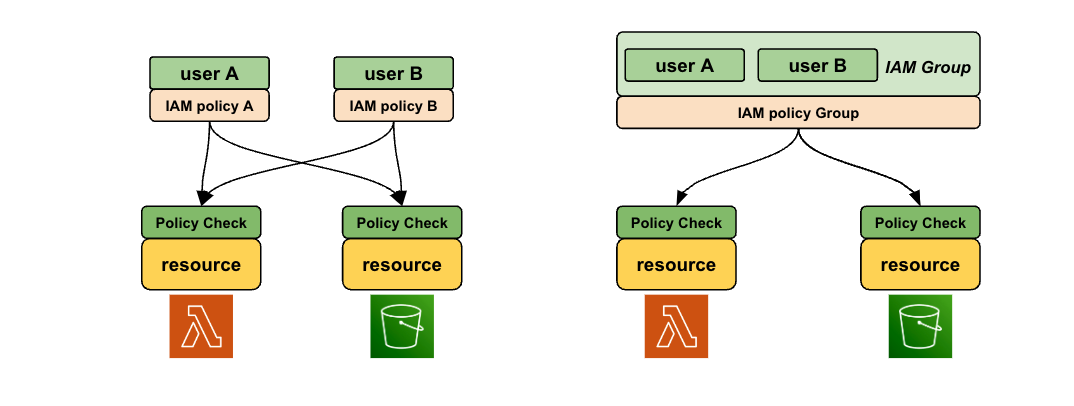 user A
IAM policy A
user B
IAM policy B
Policy Check
resource
Policy Check
resource
user A
user B
IAM Group
IAM policy Group
Policy Check
resource
Policy Check
resource